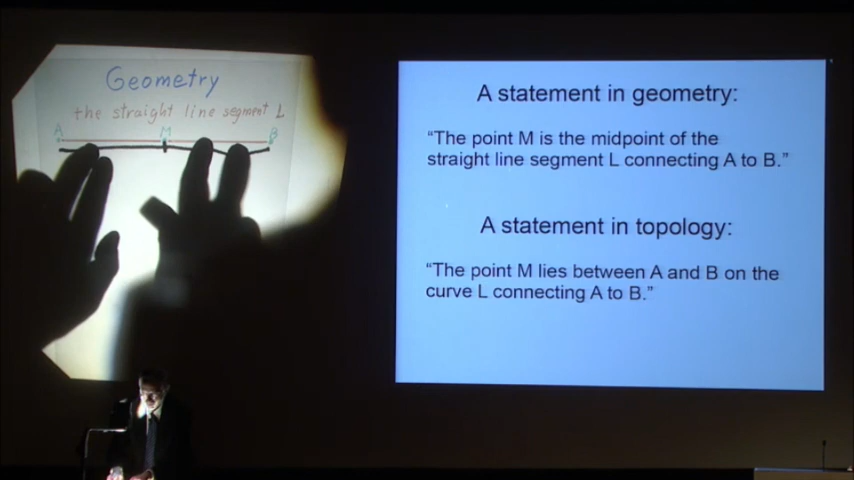 Geometry
the straight line segment L
A M B
A statement in geometry:
“The point M is the midpoint of the
straight line segment L connecting A to B.”
A statement in topology:
“The point M lies between A and B on the
curve L connecting A to B.”